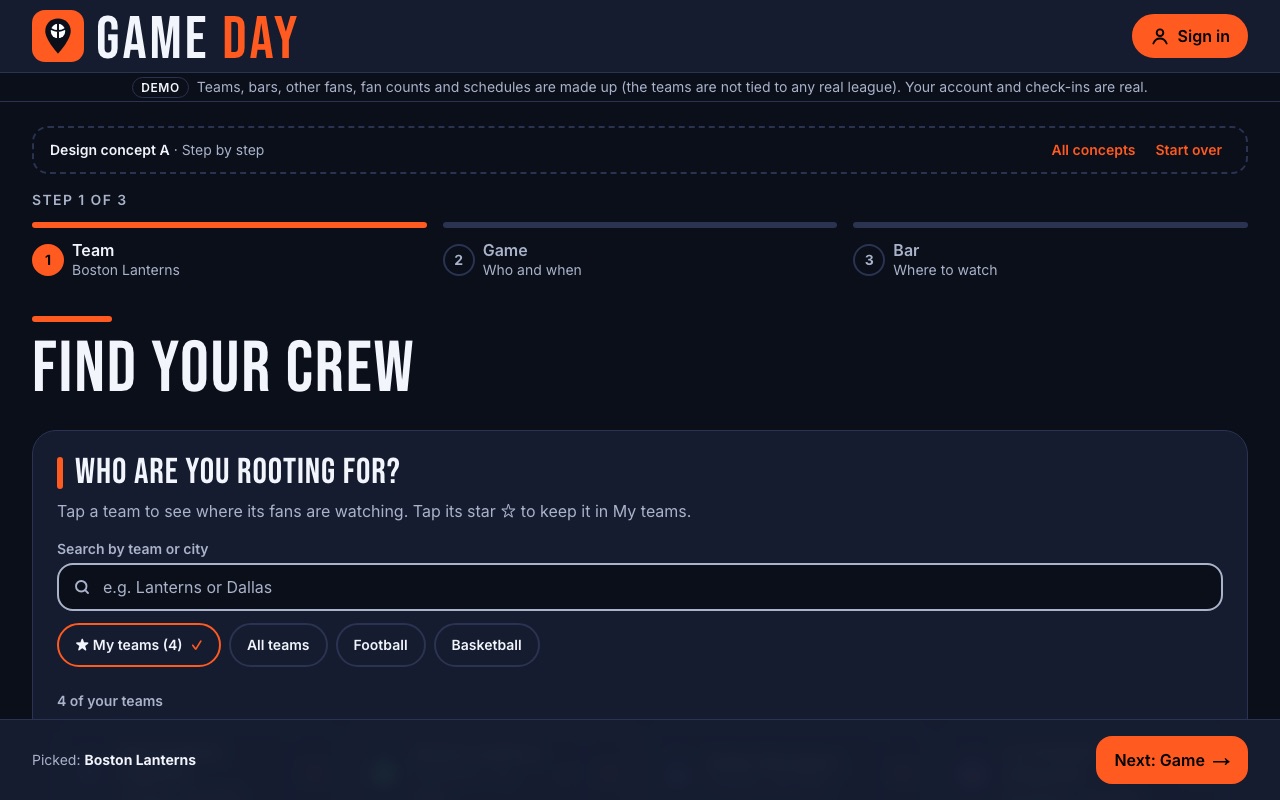 GAME DAY
Sign in
DEMO Teams, bars, other fans, fan counts and schedules are made up (the teams are not tied to any real league). Your account and check-ins are real.
Design concept A · Step by step
All concepts Start over
STEP 1 OF 3
1 Team
Boston Lanterns
2 Game
Who and when
3 Bar
Where to watch
FIND YOUR CREW
WHO ARE YOU ROOTING FOR?
Tap a team to see where its fans are watching. Tap its star ☆ to keep it in My teams.
Search by team or city
e.g. Lanterns or Dallas
★ My teams (4) ✓ All teams Football Basketball
4 of your teams
Picked: Boston Lanterns
Next: Game →